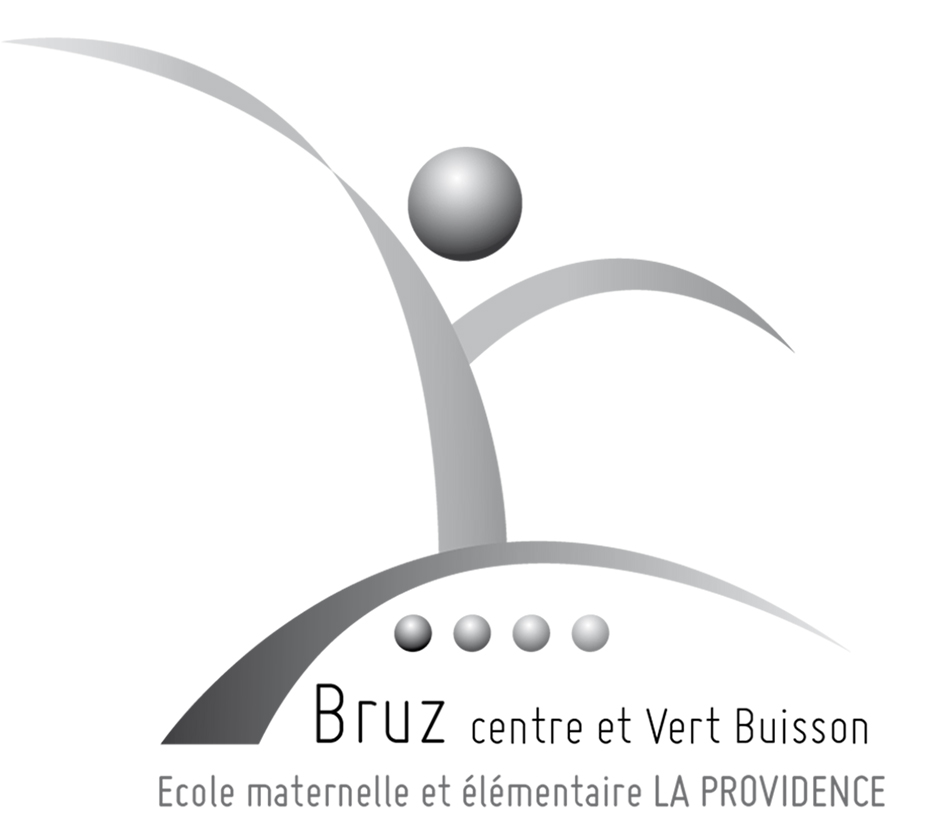 Bruz centre et Vert Buisson
Ecole maternelle et élémentaire LA PROVIDENCE